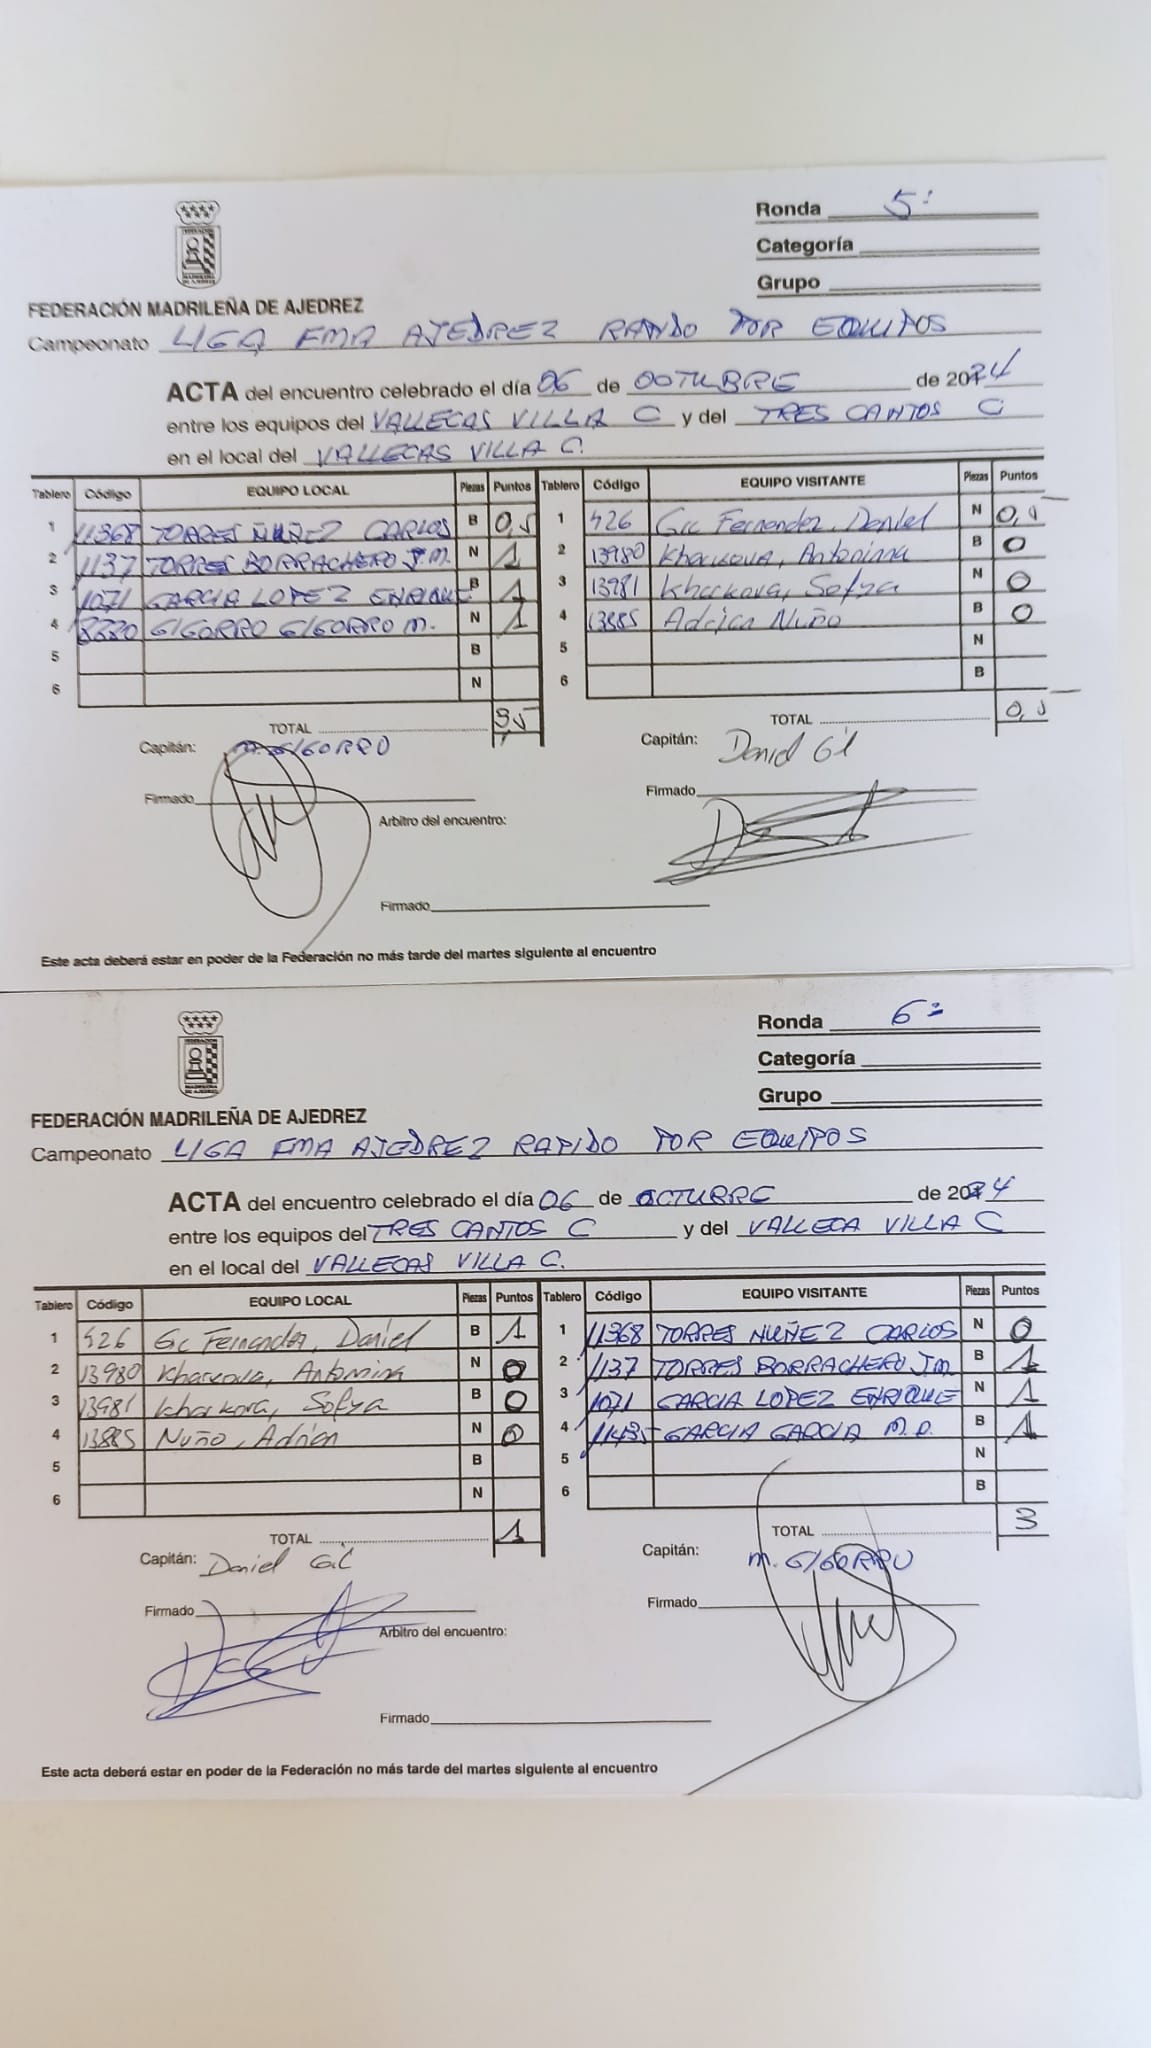 Ronda 5ª
Categoría
Grupo
FEDERACIÓN MADRILEÑA DE AJEDREZ
Campeonato LIGA FMA AJEDREZ RAPIDO POR EQUIPOS
ACTA del encuentro celebrado el día 06 de OCTUBRE de 2024
entre los equipos del VALLECAS VILLA C y del TRES CANTOS C
en el local del VALLECAS VILLA C.
Tablero Código EQUIPO LOCAL Piezas Puntos Tablero Código EQUIPO VISITANTE Piezas Puntos
1 11368 TORRES NUÑEZ CARLOS B 0,5 1 426 Gil Fernandez, Daniel N 0,5
2 1137 TORRES BORRACHERO J.M. N 1 2 13980 Kharkova, Antonina B 0
3 1071 GARCIA LOPEZ ENRIQUE B 1 3 13981 Kharkova, Sofya N 0
4 GIGORRO GIGORRO M. N 1 4 13885 Adrian Nuño B 0
5 B 5 N
6 N 6 B
TOTAL 3,5 TOTAL 0,5
Capitán: M. GIGORRO Capitán: Daniel Gil
Firmado Firmado
Arbitro del encuentro:
Firmado
Este acta deberá estar en poder de la Federación no más tarde del martes siguiente al encuentro
Ronda 6ª
Categoría
Grupo
FEDERACIÓN MADRILEÑA DE AJEDREZ
Campeonato LIGA FMA AJEDREZ RAPIDO POR EQUIPOS
ACTA del encuentro celebrado el día 06 de OCTUBRE de 2024
entre los equipos del TRES CANTOS C y del VALLECA VILLA C
en el local del VALLECAS VILLA C.
Tablero Código EQUIPO LOCAL Piezas Puntos Tablero Código EQUIPO VISITANTE Piezas Puntos
1 426 Gil Fernandez, Daniel B 1 1 11368 TORRES NUÑEZ CARLOS N 0
2 13980 Kharkova, Antonina N 0 2 1137 TORRES BORRACHERO J.M. B 1
3 13981 Kharkova, Sofya B 0 3 1071 GARCIA LOPEZ ENRIQUE N 1
4 13885 Nuño, Adrian N 0 4 11435 GARCIA GARCIA M.D. B 1
5 B 5 N
6 N 6 B
TOTAL 1 TOTAL 3
Capitán: Daniel Gil Capitán: M. GIGORRO
Firmado Firmado
Arbitro del encuentro:
Firmado
Este acta deberá estar en poder de la Federación no más tarde del martes siguiente al encuentro